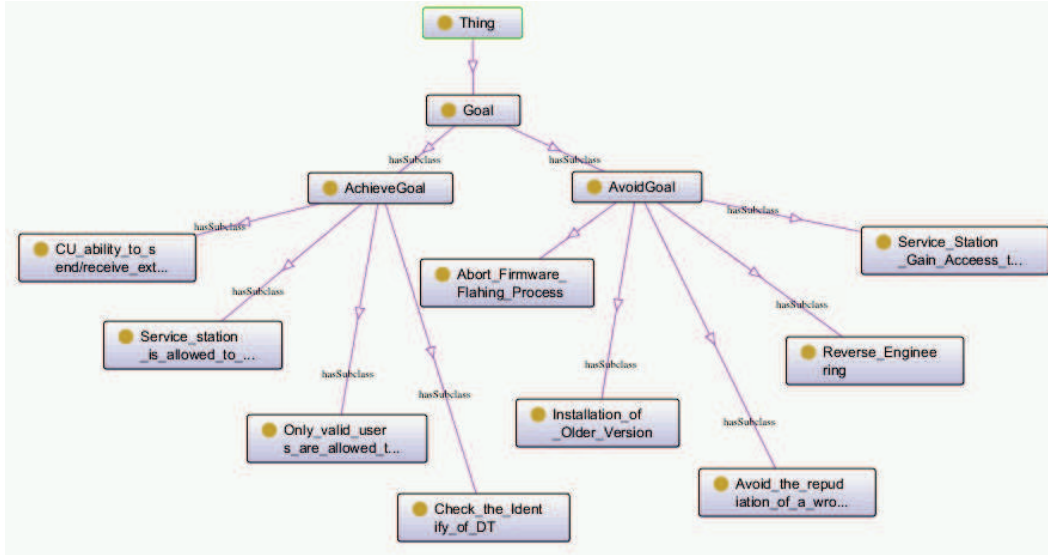 Thing
Goal
hasSubclass
hasSubclass
AchieveGoal
AvoidGoal
hasSubclass
hasSubclass
CU_ability_to_s
end/receive_ext...
Service_Station
_Gain_Acceess_t...
Abort_Firmware_
Flahing_Process
hasSubclass
hasSubclass
Service_station
_is_allowed_to_...
Reverse_Enginee
ring
hasSubclass
hasSubclass
hasSubclass
Only_valid_user
s_are_allowed_t...
Installation_of
_Older_Version
hasSubclass
Avoid_the_repud
iation_of_a_wro...
Check_the_Ident
ify_of_DT